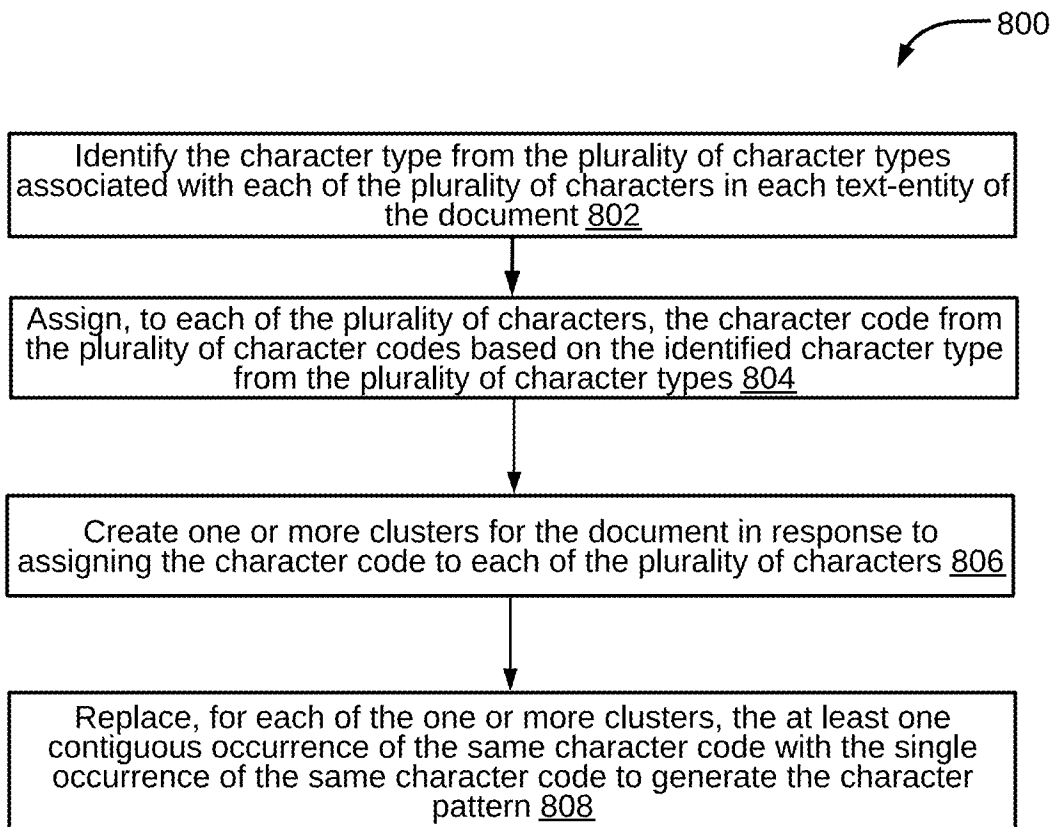 800
Identify the character type from the plurality of character types
associated with each of the plurality of characters in each text-entity of
the document 802
Assign, to each of the plurality of characters, the character code from
the plurality of character codes based on the identified character type
from the plurality of character types 804
Create one or more clusters for the document in response to
assigning the character code to each of the plurality of characters 806
Replace, for each of the one or more clusters, the at least one
contiguous occurrence of the same character code with the single
occurrence of the same character code to generate the character
pattern 808